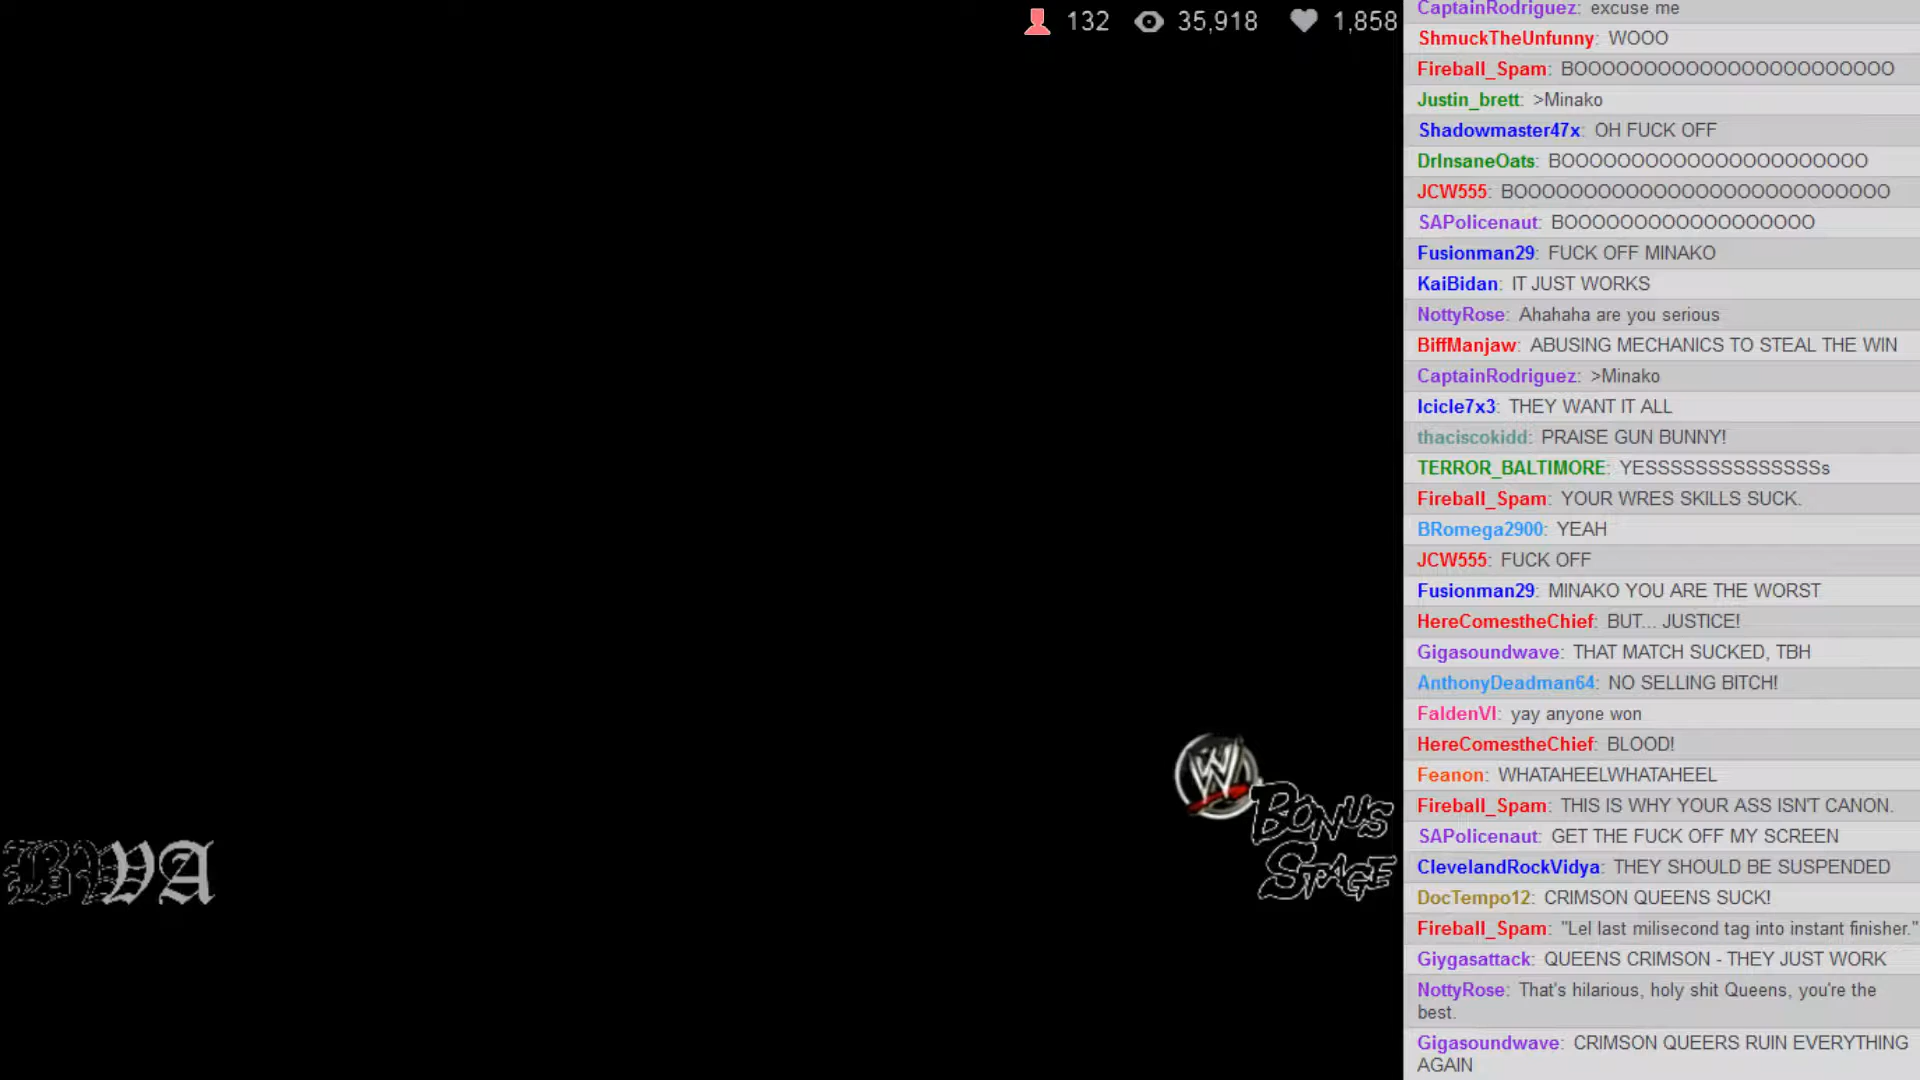 132 35,918 1,858
CaptainRodriguez: excuse me
ShmuckTheUnfunny: WOOO
Fireball_Spam: BOOOOOOOOOOOOOOOOOOOOOOO
Justin_brett: >Minako
Shadowmaster47x: OH FUCK OFF
DrInsaneOats: BOOOOOOOOOOOOOOOOOOOOOOO
JCW555: BOOOOOOOOOOOOOOOOOOOOOOOOOOO
SAPolicenaut: BOOOOOOOOOOOOOOOOOOO
Fusionman29: FUCK OFF MINAKO
KaiBidan: IT JUST WORKS
NottyRose: Ahahaha are you serious
BiffManjaw: ABUSING MECHANICS TO STEAL THE WIN
CaptainRodriguez: >Minako
Icicle7x3: THEY WANT IT ALL
thaciscokidd: PRAISE GUN BUNNY!
TERROR_BALTIMORE: YESSSSSSSSSSSSSSs
Fireball_Spam: YOUR WRES SKILLS SUCK.
BRomega2900: YEAH
JCW555: FUCK OFF
Fusionman29: MINAKO YOU ARE THE WORST
HereComestheChief: BUT... JUSTICE!
Gigasoundwave: THAT MATCH SUCKED, TBH
AnthonyDeadman64: NO SELLING BITCH!
FaldenVI: yay anyone won
HereComestheChief: BLOOD!
Feanon: WHATAHEELWHATAHEEL
Fireball_Spam: THIS IS WHY YOUR ASS ISN'T CANON.
SAPolicenaut: GET THE FUCK OFF MY SCREEN
ClevelandRockVidya: THEY SHOULD BE SUSPENDED
DocTempo12: CRIMSON QUEENS SUCK!
Fireball_Spam: "Lel last milisecond tag into instant finisher."
Giygasattack: QUEENS CRIMSON - THEY JUST WORK
NottyRose: That's hilarious, holy shit Queens, you're the
best.
Gigasoundwave: CRIMSON QUEERS RUIN EVERYTHING
AGAIN
W
BONUS
STAGE